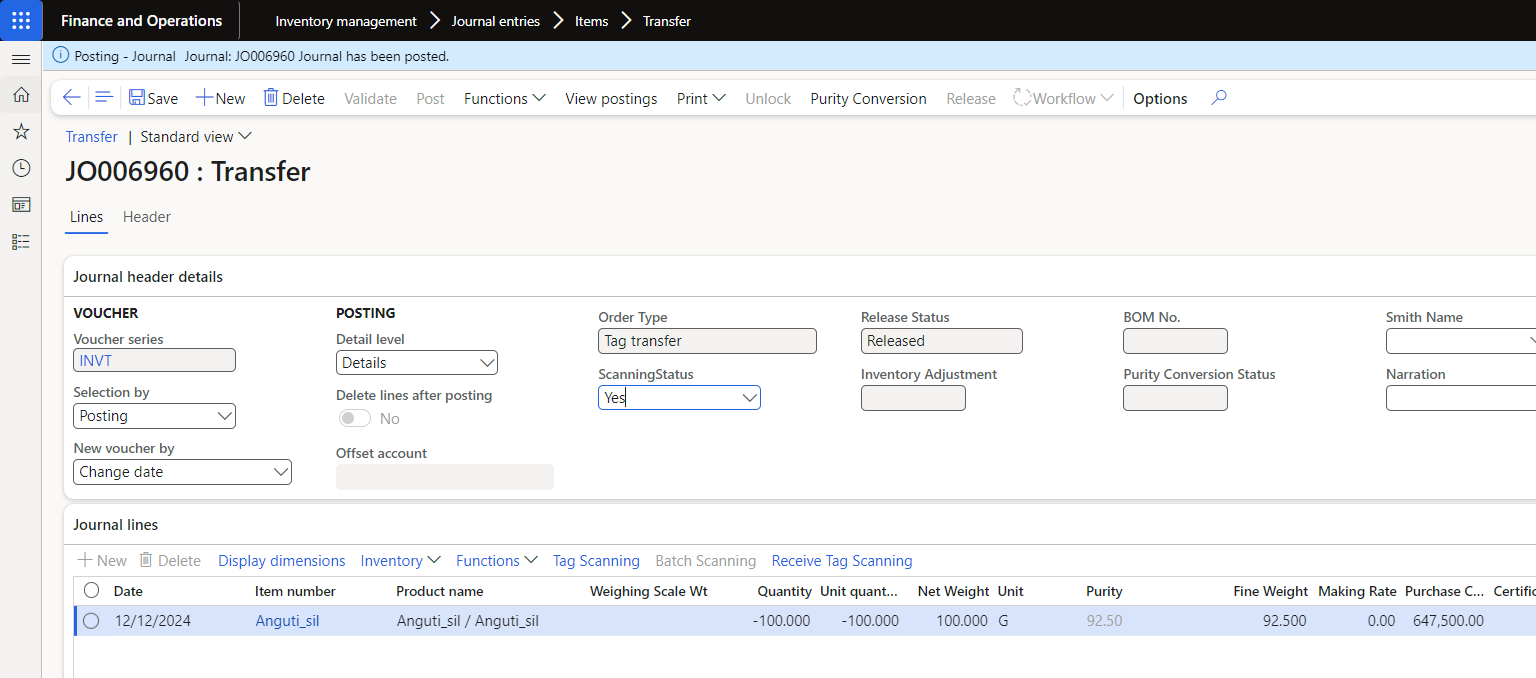 Finance and Operations Inventory management Journal entries Items Transfer
Posting - Journal Journal: JO006960 Journal has been posted.
Save New Delete Validate Post Functions View postings Print Unlock Purity Conversion Release Workflow Options
Transfer | Standard view
JO006960 : Transfer
Lines Header
Journal header details
VOUCHER
Voucher series
INVT
Selection by
Posting
New voucher by
Change date
POSTING
Detail level
Details
Delete lines after posting
No
Offset account
Order Type
Tag transfer
ScanningStatus
Yes
Release Status
Released
Inventory Adjustment
BOM No.
Purity Conversion Status
Smith Name
Narration
Journal lines
New Delete Display dimensions Inventory Functions Tag Scanning Batch Scanning Receive Tag Scanning
Date Item number Product name Weighing Scale Wt Quantity Unit quant... Net Weight Unit Purity Fine Weight Making Rate Purchase C... Certific
12/12/2024 Anguti_sil Anguti_sil / Anguti_sil -100.000 -100.000 100.000 G 92.50 92.500 0.00 647,500.00